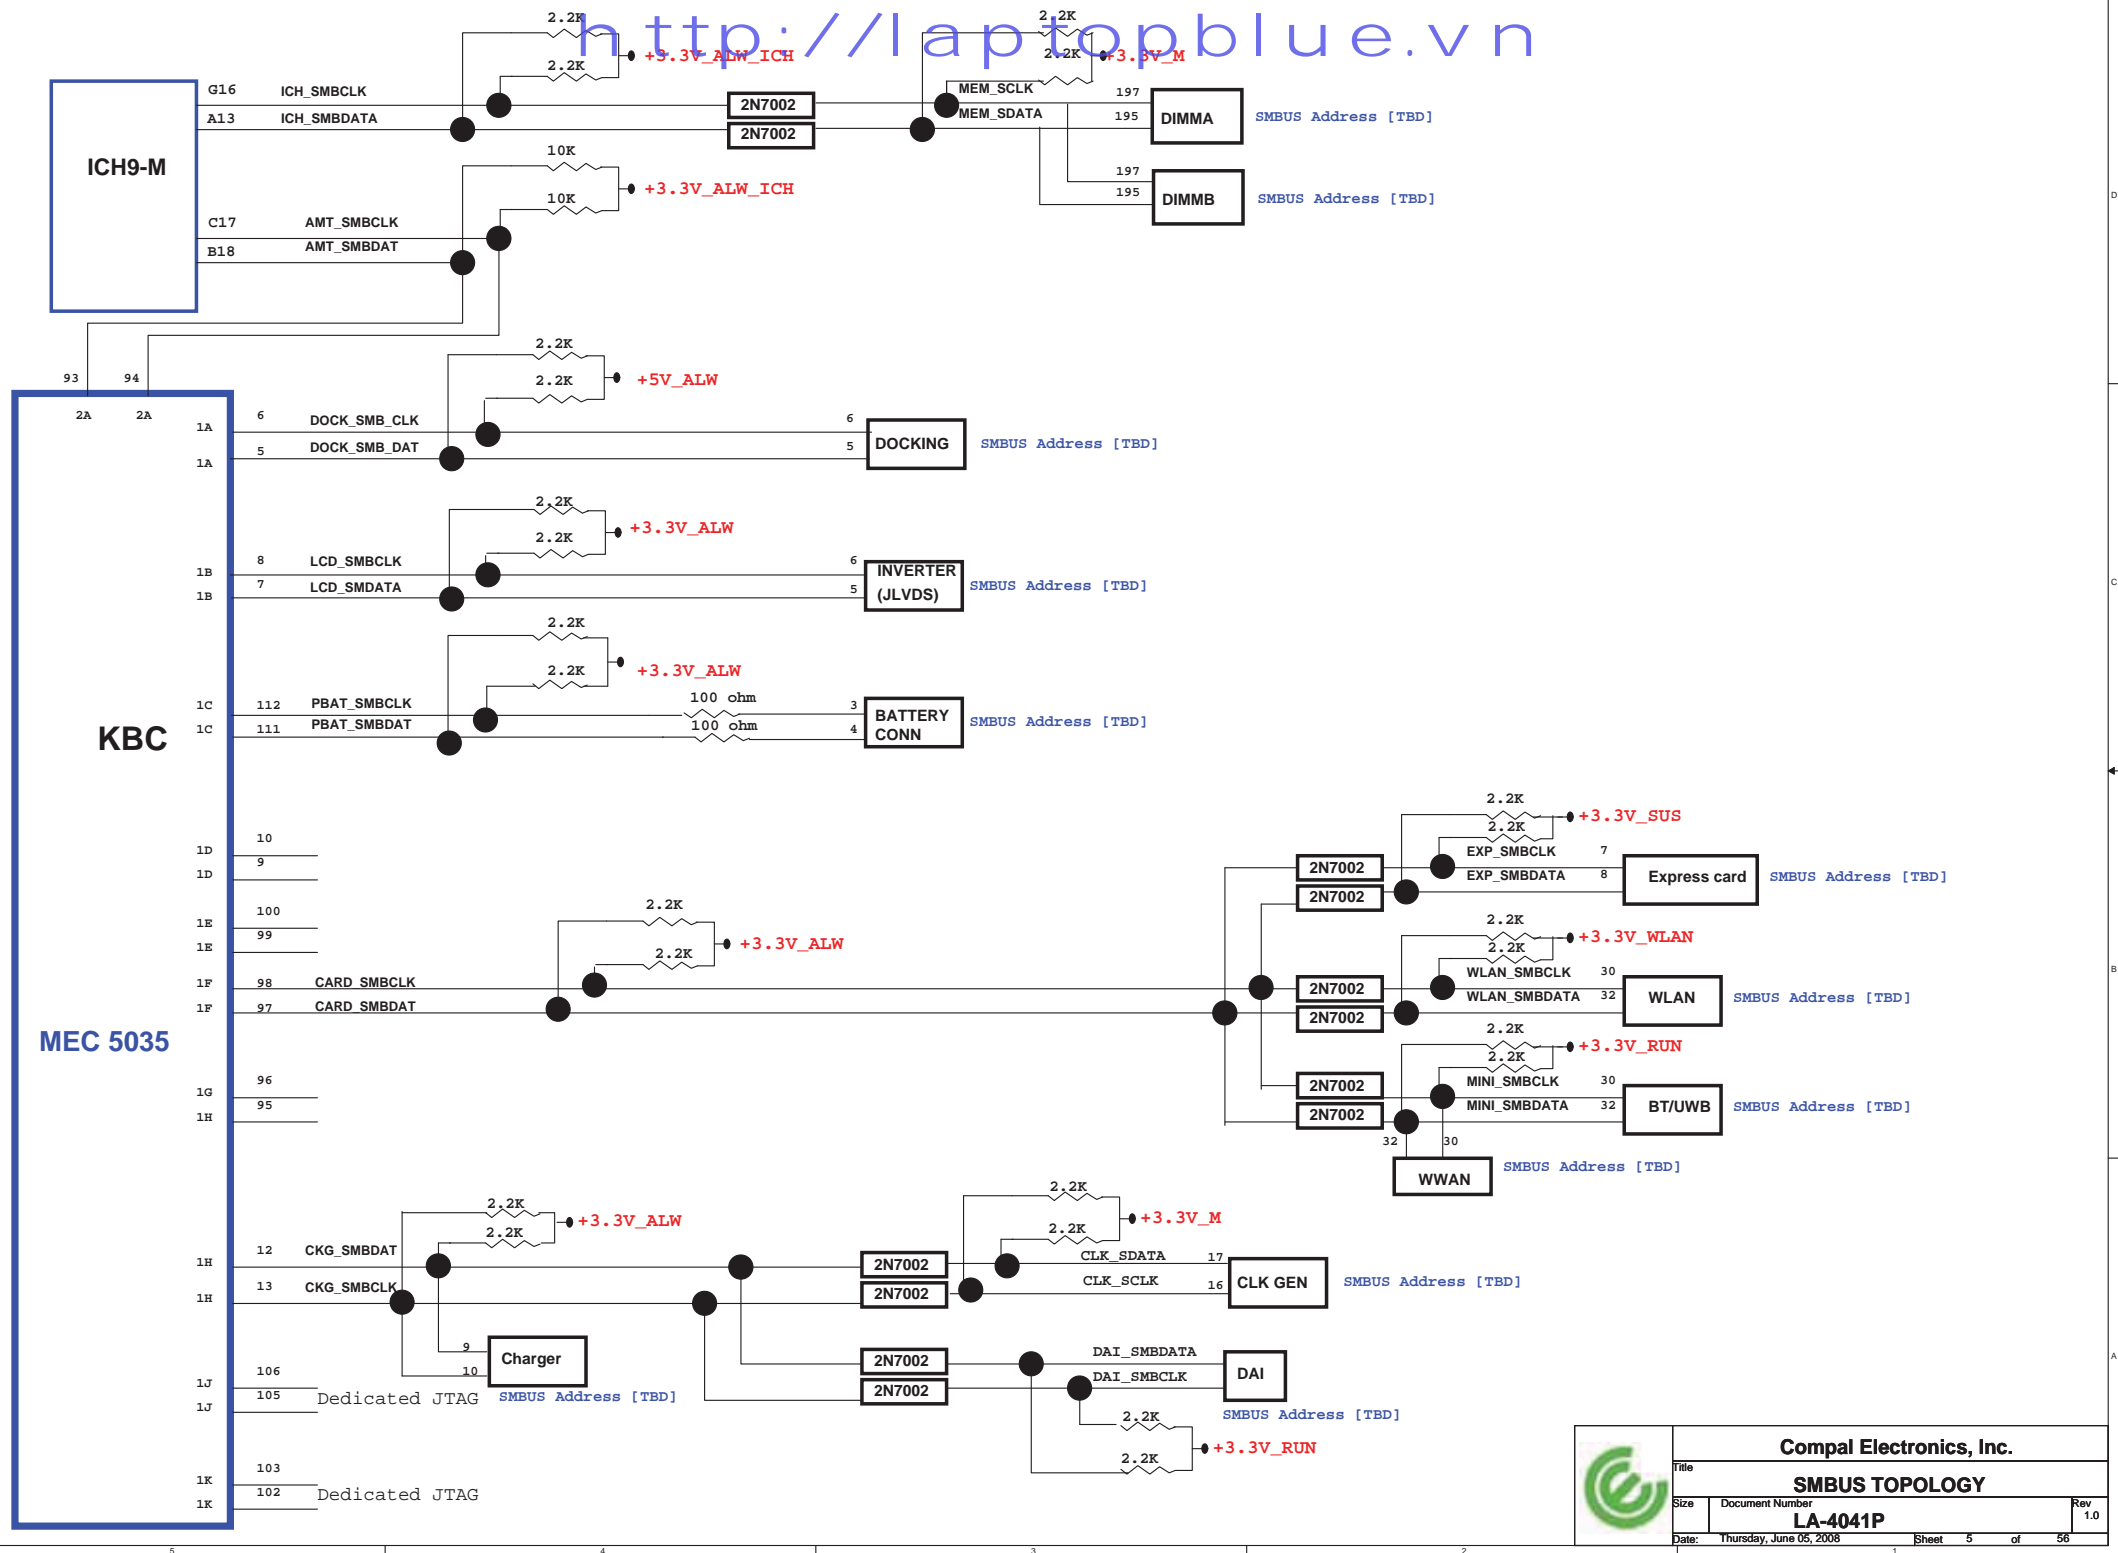 http://laptopblue.vn
2.2K
2.2K
+3.3V_ALW_ICH
2.2K
2.2K
+3.3V_M
G16 ICH_SMBCLK
A13 ICH_SMBDATA
2N7002
2N7002
MEM_SCLK 197
MEM_SDATA 195
DIMMA
SMBUS Address [TBD]
ICH9-M
10K
10K
+3.3V_ALW_ICH
197
195
DIMMB
SMBUS Address [TBD]
C17 AMT_SMBCLK
B18 AMT_SMBDAT
93 94
2A 2A
2.2K
2.2K
+5V_ALW
1A 6 DOCK_SMB_CLK 6
1A 5 DOCK_SMB_DAT 5
DOCKING
SMBUS Address [TBD]
2.2K
2.2K
+3.3V_ALW
1B 8 LCD_SMBCLK 6
1B 7 LCD_SMDATA 5
INVERTER
(JLVDS)
SMBUS Address [TBD]
2.2K
2.2K
+3.3V_ALW
1C 112 PBAT_SMBCLK 100 ohm 3
1C 111 PBAT_SMBDAT 100 ohm 4
BATTERY
CONN
SMBUS Address [TBD]
KBC
MEC 5035
1D 10
1D 9
1E 100
1E 99
2.2K
2.2K
+3.3V_ALW
1F 98 CARD_SMBCLK
1F 97 CARD_SMBDAT
2.2K
2.2K
+3.3V_SUS
2N7002
2N7002
EXP_SMBCLK 7
EXP_SMBDATA 8
Express card
SMBUS Address [TBD]
2.2K
2.2K
+3.3V_WLAN
2N7002
2N7002
WLAN_SMBCLK 30
WLAN_SMBDATA 32
WLAN
SMBUS Address [TBD]
2.2K
2.2K
+3.3V_RUN
2N7002
2N7002
MINI_SMBCLK 30
MINI_SMBDATA 32
BT/UWB
SMBUS Address [TBD]
32 30
WWAN
SMBUS Address [TBD]
1G 96
1H 95
2.2K
2.2K
+3.3V_ALW
1H 12 CKG_SMBDAT
1H 13 CKG_SMBCLK
2N7002
2N7002
2.2K
2.2K
+3.3V_M
CLK_SDATA 17
CLK_SCLK 16
CLK GEN
SMBUS Address [TBD]
9
10
Charger
SMBUS Address [TBD]
2N7002
2N7002
DAI_SMBDATA
DAI_SMBCLK
DAI
SMBUS Address [TBD]
2.2K
2.2K
+3.3V_RUN
1J 106
1J 105
Dedicated JTAG
1K 103
1K 102
Dedicated JTAG
Compal Electronics, Inc.
Title
SMBUS TOPOLOGY
Size Document Number Rev
LA-4041P 1.0
Date: Thursday, June 05, 2008 Sheet 5 of 56
D
C
B
A
5 4 3 2 1